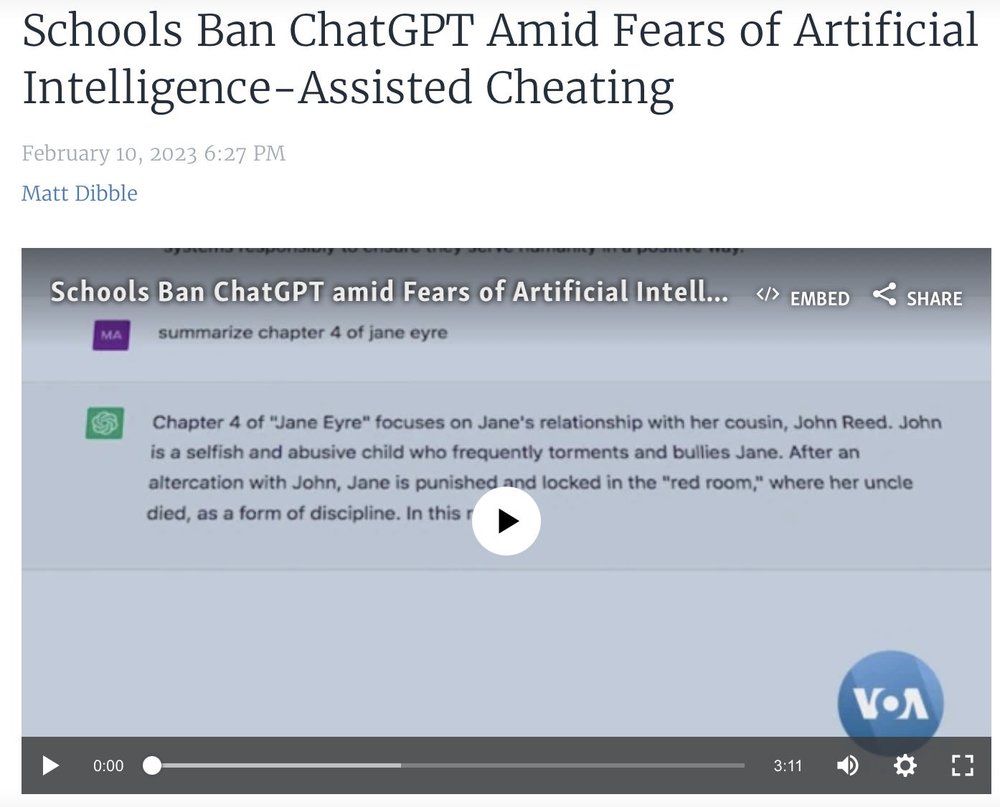 Schools Ban ChatGPT Amid Fears of Artificial
Intelligence-Assisted Cheating
February 10, 2023 6:27 PM
Matt Dibble
systems responsibly to ensure they serve humanity in a positive way.
Schools Ban ChatGPT amid Fears of Artificial Intell...
</> EMBED
SHARE
MA
summarize chapter 4 of jane eyre
Chapter 4 of "Jane Eyre" focuses on Jane's relationship with her cousin, John Reed. John
is a selfish and abusive child who frequently torments and bullies Jane. After an
altercation with John, Jane is punished and locked in the "red room," where her uncle
died, as a form of discipline. In this r
VOA
0:00
3:11